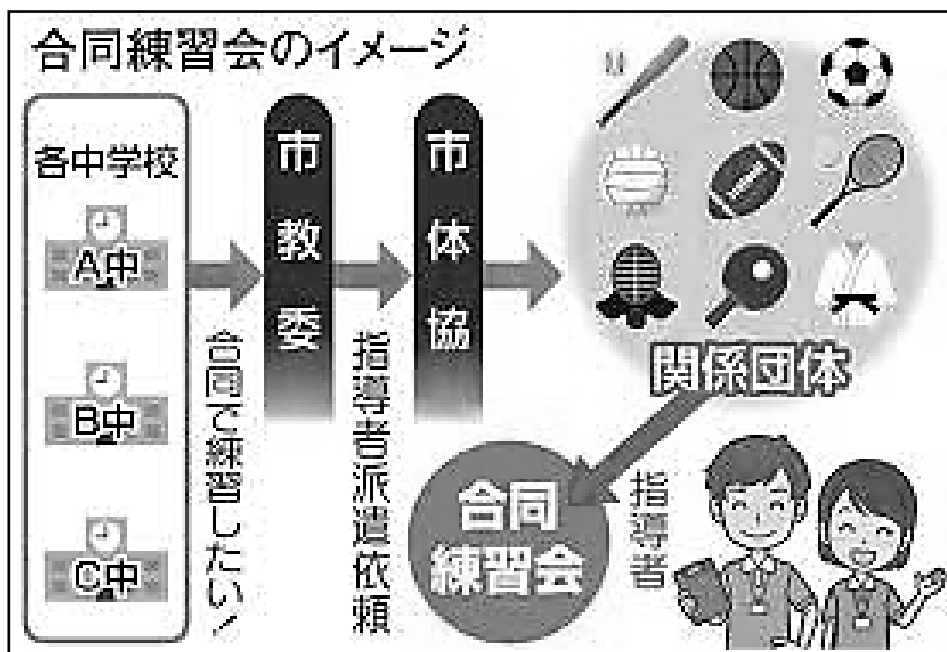 合同練習会のイメージ
各中学校
A中
B中
C中
合同で練習したい!
市教委
指導者派遣依頼
市体協
関係団体
指導者
合同
練習会